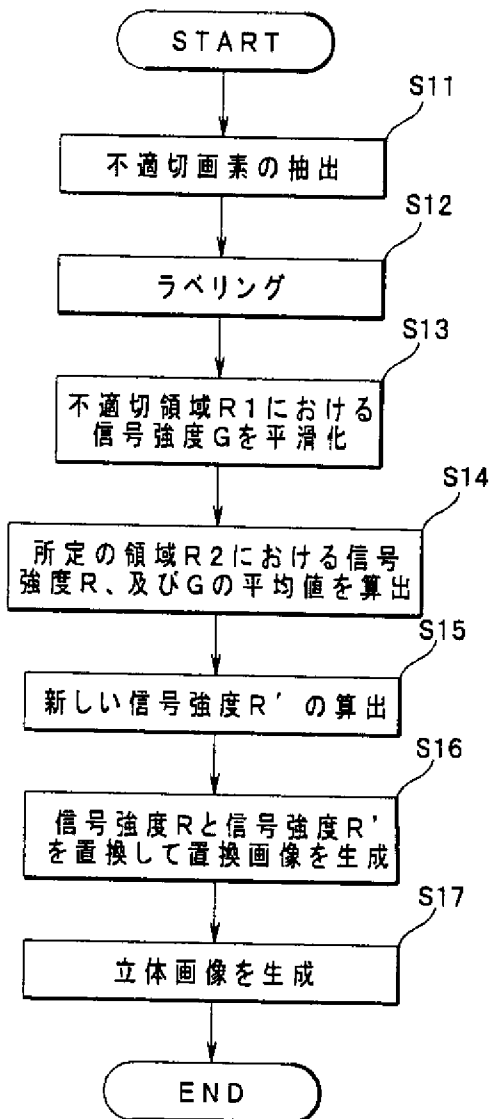 START
S11
不適切画素の抽出
S12
ラベリング
S13
不適切領域R1における
信号強度Gを平滑化
S14
所定の領域R2における信号
強度R、及びGの平均値を算出
S15
新しい信号強度R'の算出
S16
信号強度Rと信号強度R'
を置換して置換画像を生成
S17
立体画像を生成
END